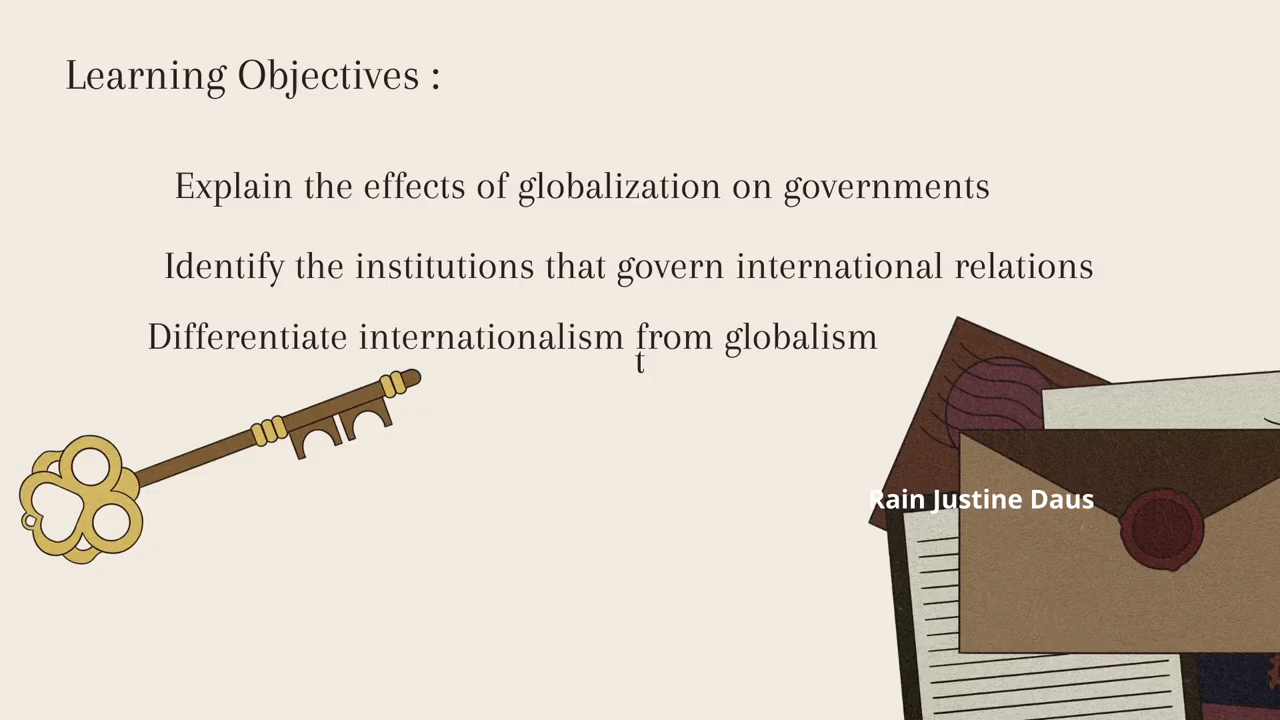 Learning Objectives :
Explain the effects of globalization on governments
Identify the institutions that govern international relations
Differentiate internationalism from globalism
t
Rain Justine Daus